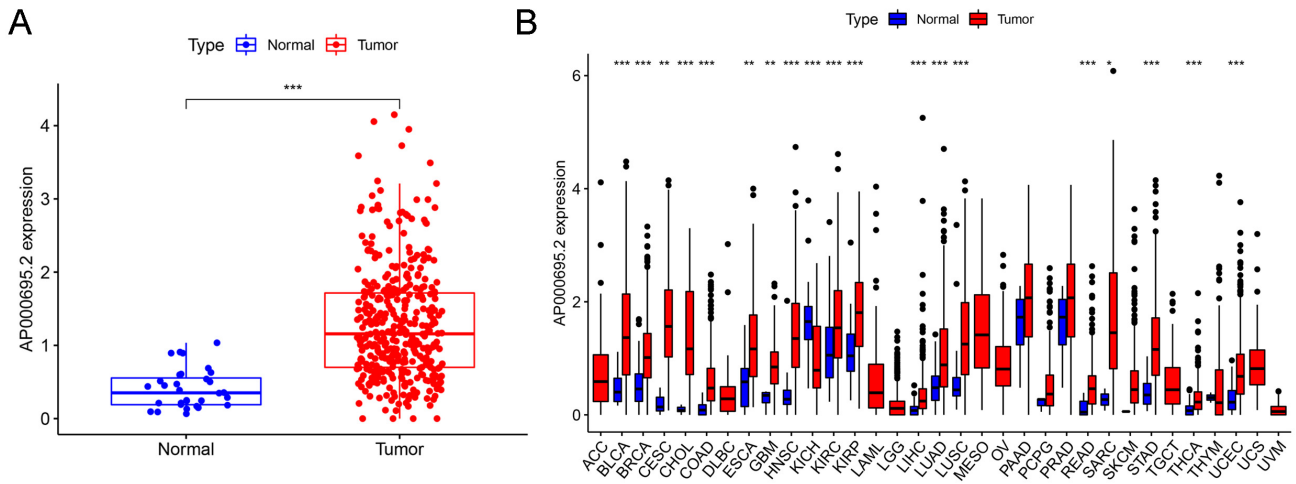 A
Type Normal Tumor
***
AP000695.2 expression
4
3
2
1
0
Normal Tumor
B
Type Normal Tumor
*** *** ** *** *** ** ** *** *** *** *** *** *** *** *** * *** *** ***
AP000695.2 expression
6
4
2
0
ACC BLCA BRCA CESC CHOL COAD DLBC ESCA GBM HNSC KICH KIRC KIRP LAML LGG LIHC LUAD LUSC MESO OV PAAD PCPG PRAD READ SARC SKCM STAD TGCT THCA THYM UCEC UCS UVM